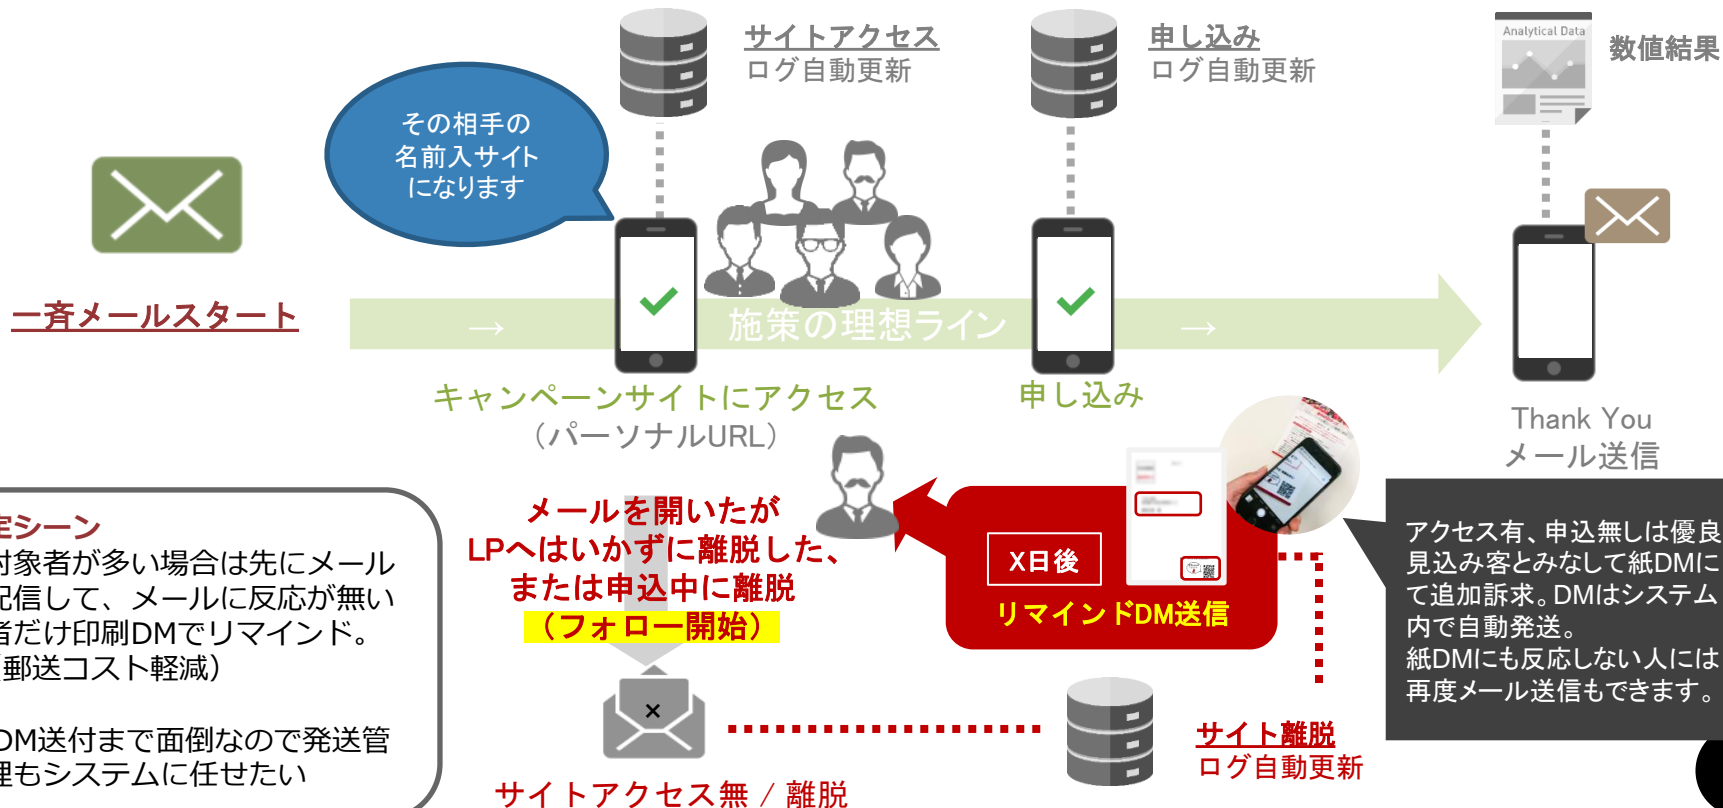 サイトアクセス
ログ自動更新
申し込み
ログ自動更新
Analytical Data
数値結果
その相手の
名前入サイト
になります
一斉メールスタート
→
施策の理想ライン
→
キャンペーンサイトにアクセス
（パーソナルURL）
申し込み
Thank You
メール送信
定シーン
対象者が多い場合は先にメール
配信して、メールに反応が無い
者だけ印刷DMでリマインド。
（郵送コスト軽減）
DM送付まで面倒なので発送管
理もシステムに任せたい
メールを開いたが
LPへはいかずに離脱した、
または申込中に離脱
（フォロー開始）
×
サイトアクセス無 / 離脱
X日後
リマインドDM送信
サイト離脱
ログ自動更新
アクセス有、申込無しは優良
見込み客とみなして紙DMに
て追加訴求。DMはシステム
内で自動発送。
紙DMにも反応しない人には
再度メール送信もできます。